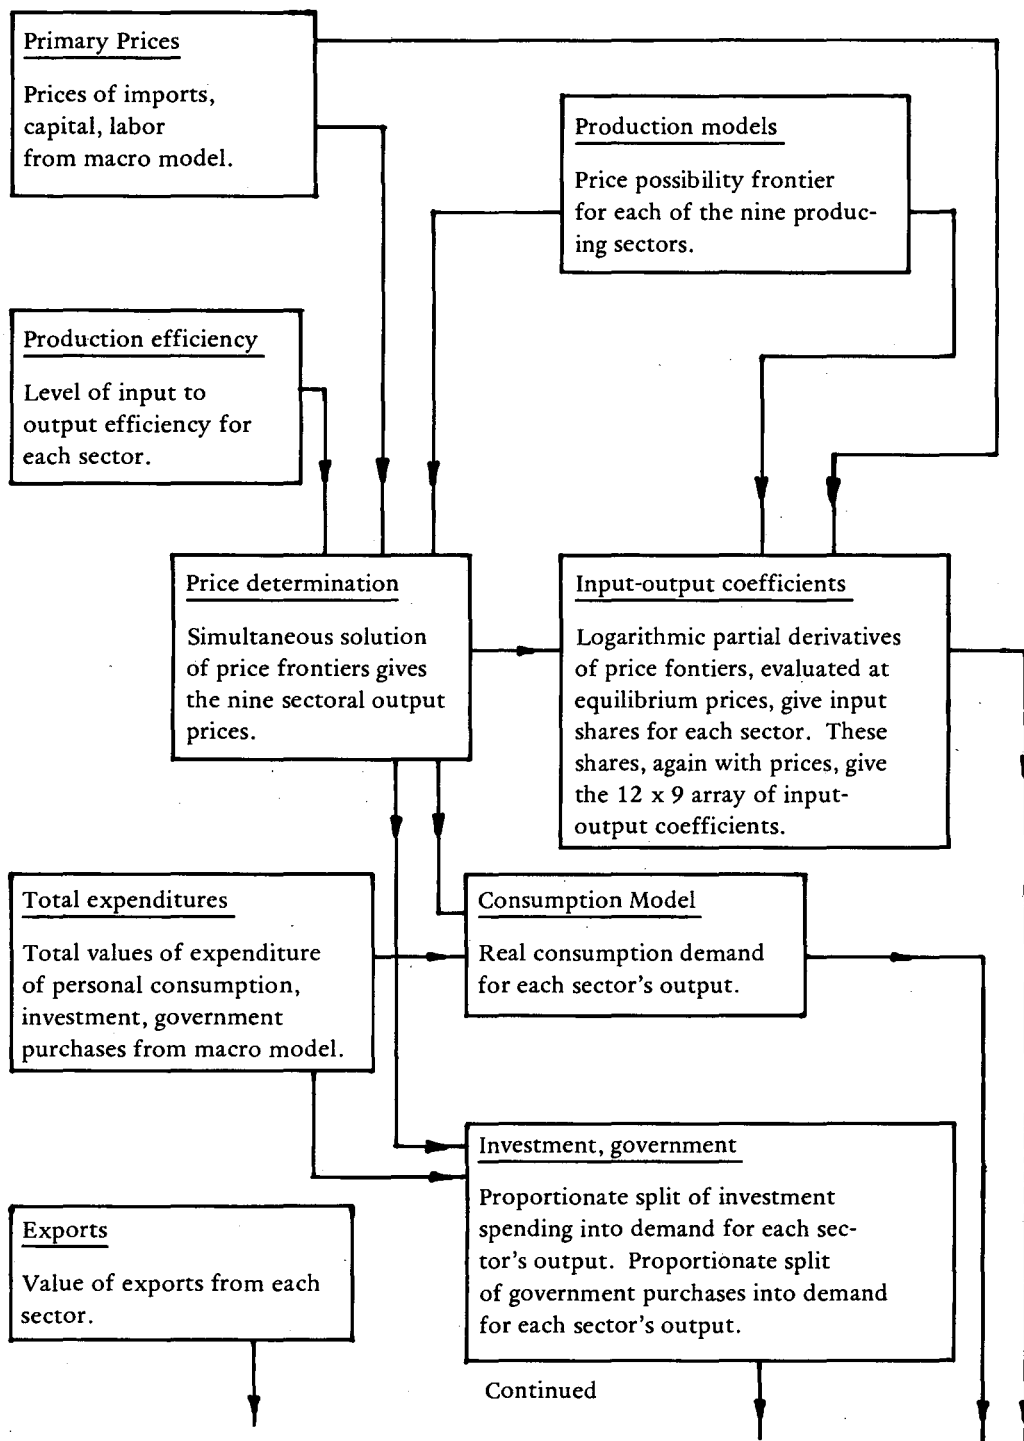 Primary Prices
Prices of imports,
capital, labor
from macro model.
Production models
Price possibility frontier
for each of the nine produc-
ing sectors.
Production efficiency
Level of input to
output efficiency for
each sector.
Price determination
Simultaneous solution
of price frontiers gives
the nine sectoral output
prices.
Input-output coefficients
Logarithmic partial derivatives
of price fontiers, evaluated at
equilibrium prices, give input
shares for each sector. These
shares, again with prices, give
the 12 x 9 array of input-
output coefficients.
Total expenditures
Total values of expenditure
of personal consumption,
investment, government
purchases from macro model.
Consumption Model
Real consumption demand
for each sector's output.
Investment, government
Proportionate split of investment
spending into demand for each sec-
tor's output. Proportionate split
of government purchases into demand
for each sector's output.
Exports
Value of exports from each
sector.
Continued